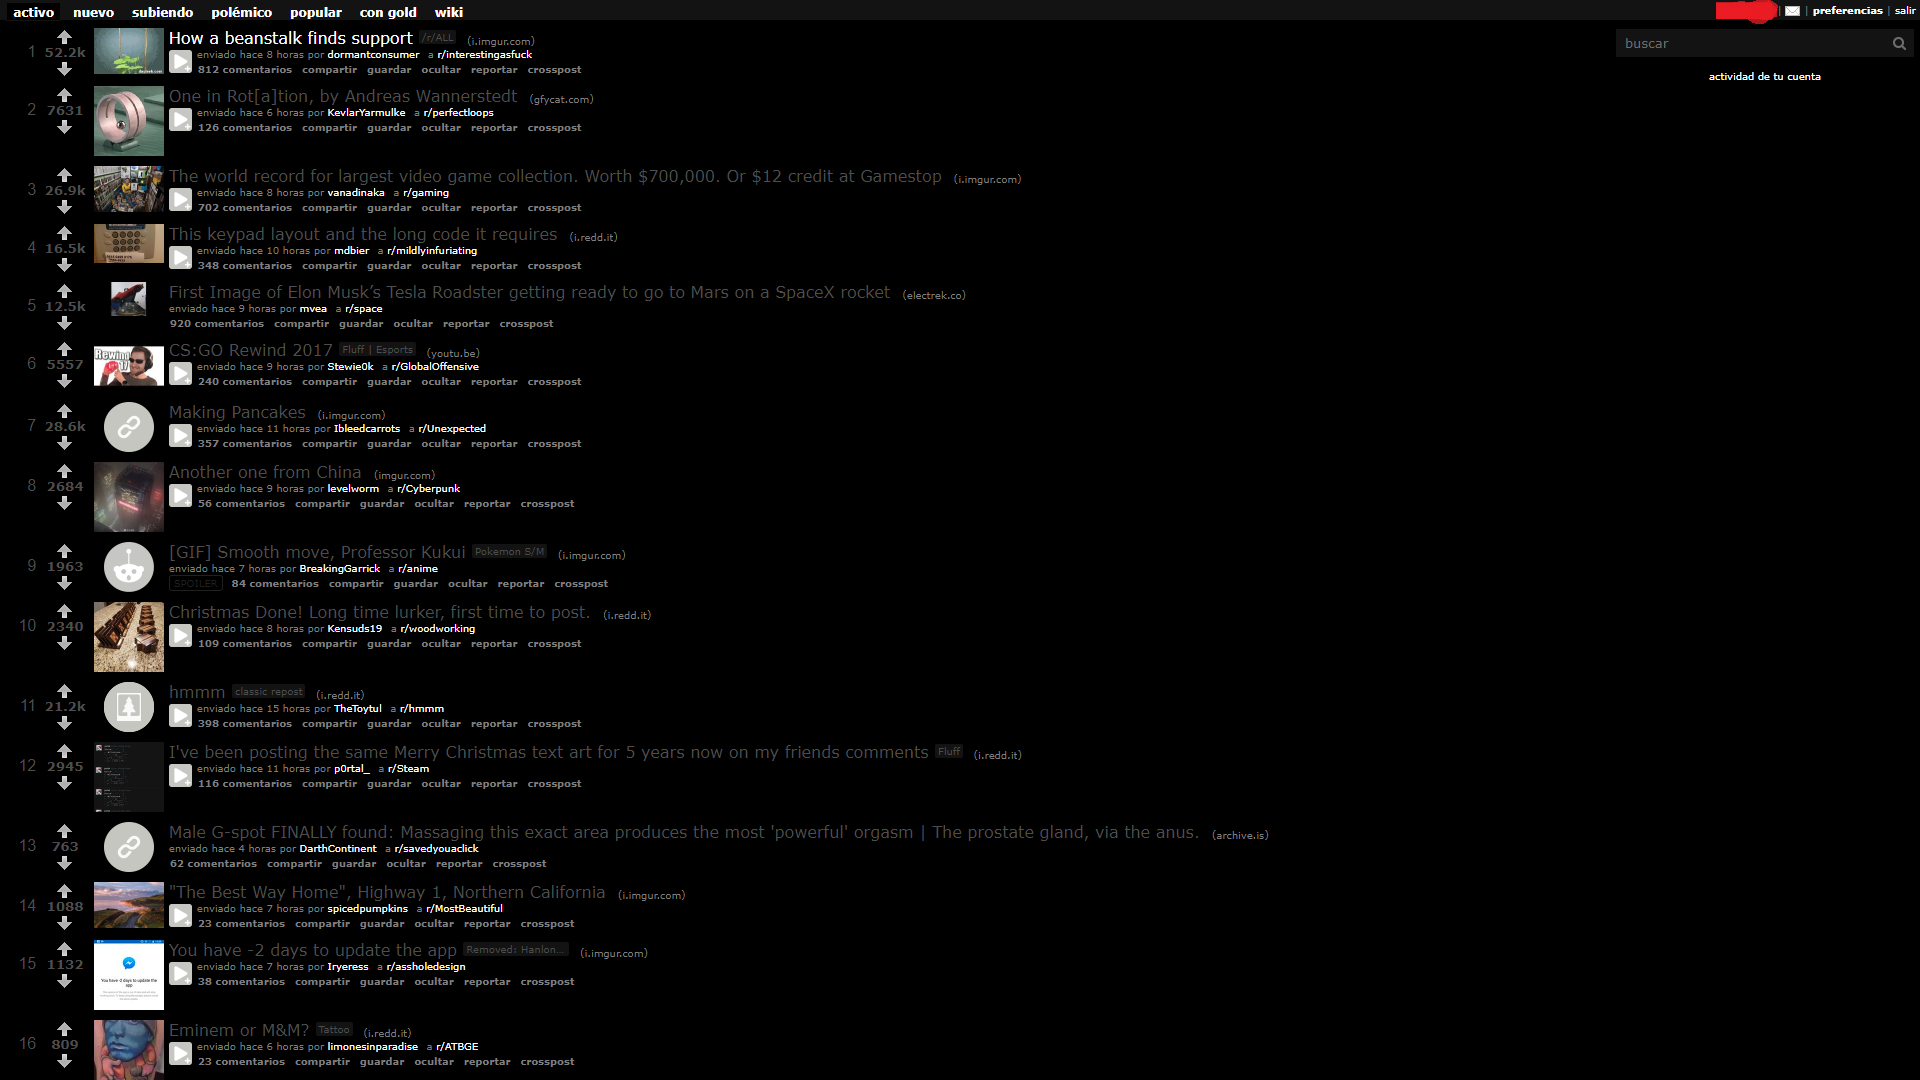 activo nuevo subiendo polémico popular con gold wiki
| preferencias | salir
buscar
actividad de tu cuenta
1 52.2k How a beanstalk finds support /r/ALL (i.imgur.com)
enviado hace 8 horas por dormantconsumer a r/interestingasfuck
812 comentarios compartir guardar ocultar reportar crosspost
2 7631 One in Rot[a]tion, by Andreas Wannerstedt (gfycat.com)
enviado hace 6 horas por KevlarYarmulke a r/perfectloops
126 comentarios compartir guardar ocultar reportar crosspost
3 26.9k The world record for largest video game collection. Worth $700,000. Or $12 credit at Gamestop (i.imgur.com)
enviado hace 8 horas por vanadinaka a r/gaming
702 comentarios compartir guardar ocultar reportar crosspost
4 16.5k This keypad layout and the long code it requires (i.redd.it)
enviado hace 10 horas por mdbier a r/mildlyinfuriating
348 comentarios compartir guardar ocultar reportar crosspost
5 12.5k First Image of Elon Musk’s Tesla Roadster getting ready to go to Mars on a SpaceX rocket (electrek.co)
enviado hace 9 horas por mvea a r/space
920 comentarios compartir guardar ocultar reportar crosspost
Rewind
6 5557 CS:GO Rewind 2017 Fluff | Esports (youtu.be)
enviado hace 9 horas por Stewie0k a r/GlobalOffensive
240 comentarios compartir guardar ocultar reportar crosspost
7 28.6k Making Pancakes (i.imgur.com)
enviado hace 11 horas por Ibleedcarrots a r/Unexpected
357 comentarios compartir guardar ocultar reportar crosspost
8 2684 Another one from China (imgur.com)
enviado hace 9 horas por levelworm a r/Cyberpunk
56 comentarios compartir guardar ocultar reportar crosspost
9 1963 [GIF] Smooth move, Professor Kukui Pokemon S/M (i.imgur.com)
enviado hace 7 horas por BreakingGarrick a r/anime
SPOILER 84 comentarios compartir guardar ocultar reportar crosspost
10 2340 Christmas Done! Long time lurker, first time to post. (i.redd.it)
enviado hace 8 horas por Kensuds19 a r/woodworking
109 comentarios compartir guardar ocultar reportar crosspost
11 21.2k hmmm classic repost (i.redd.it)
enviado hace 15 horas por TheToytul a r/hmmm
398 comentarios compartir guardar ocultar reportar crosspost
12 2945 I've been posting the same Merry Christmas text art for 5 years now on my friends comments Fluff (i.redd.it)
enviado hace 11 horas por p0rtal_ a r/Steam
116 comentarios compartir guardar ocultar reportar crosspost
13 763 Male G-spot FINALLY found: Massaging this exact area produces the most 'powerful' orgasm | The prostate gland, via the anus. (archive.is)
enviado hace 4 horas por DarthContinent a r/savedyouaclick
62 comentarios compartir guardar ocultar reportar crosspost
14 1088 "The Best Way Home", Highway 1, Northern California (i.imgur.com)
enviado hace 7 horas por spicedpumpkins a r/MostBeautiful
23 comentarios compartir guardar ocultar reportar crosspost
15 1132 You have -2 days to update the app Removed: Hanlon... (i.imgur.com)
enviado hace 7 horas por Iryeress a r/assholedesign
38 comentarios compartir guardar ocultar reportar crosspost
You have -2 days to update the
app
16 809 Eminem or M&M? Tattoo (i.redd.it)
enviado hace 6 horas por limonesinparadise a r/ATBGE
23 comentarios compartir guardar ocultar reportar crosspost